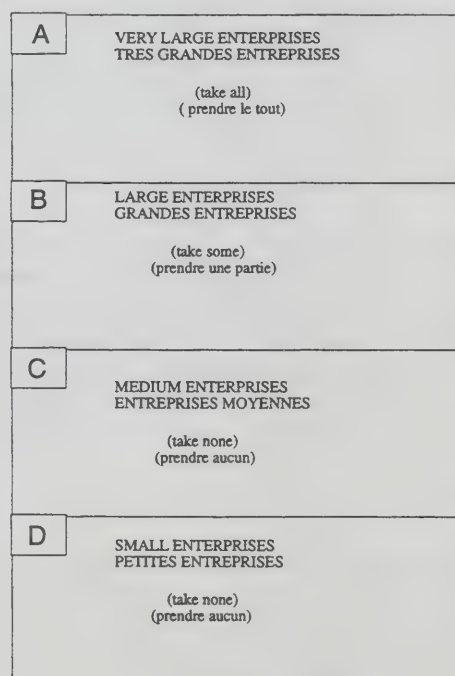 A
VERY LARGE ENTERPRISES
TRES GRANDES ENTREPRISES
(take all)
( prendre le tout)
B
LARGE ENTERPRISES
GRANDES ENTREPRISES
(take some)
(prendre une partie)
C
MEDIUM ENTERPRISES
ENTREPRISES MOYENNES
(take none)
(prendre aucun)
D
SMALL ENTERPRISES
PETITES ENTREPRISES
(take none)
(prendre aucun)